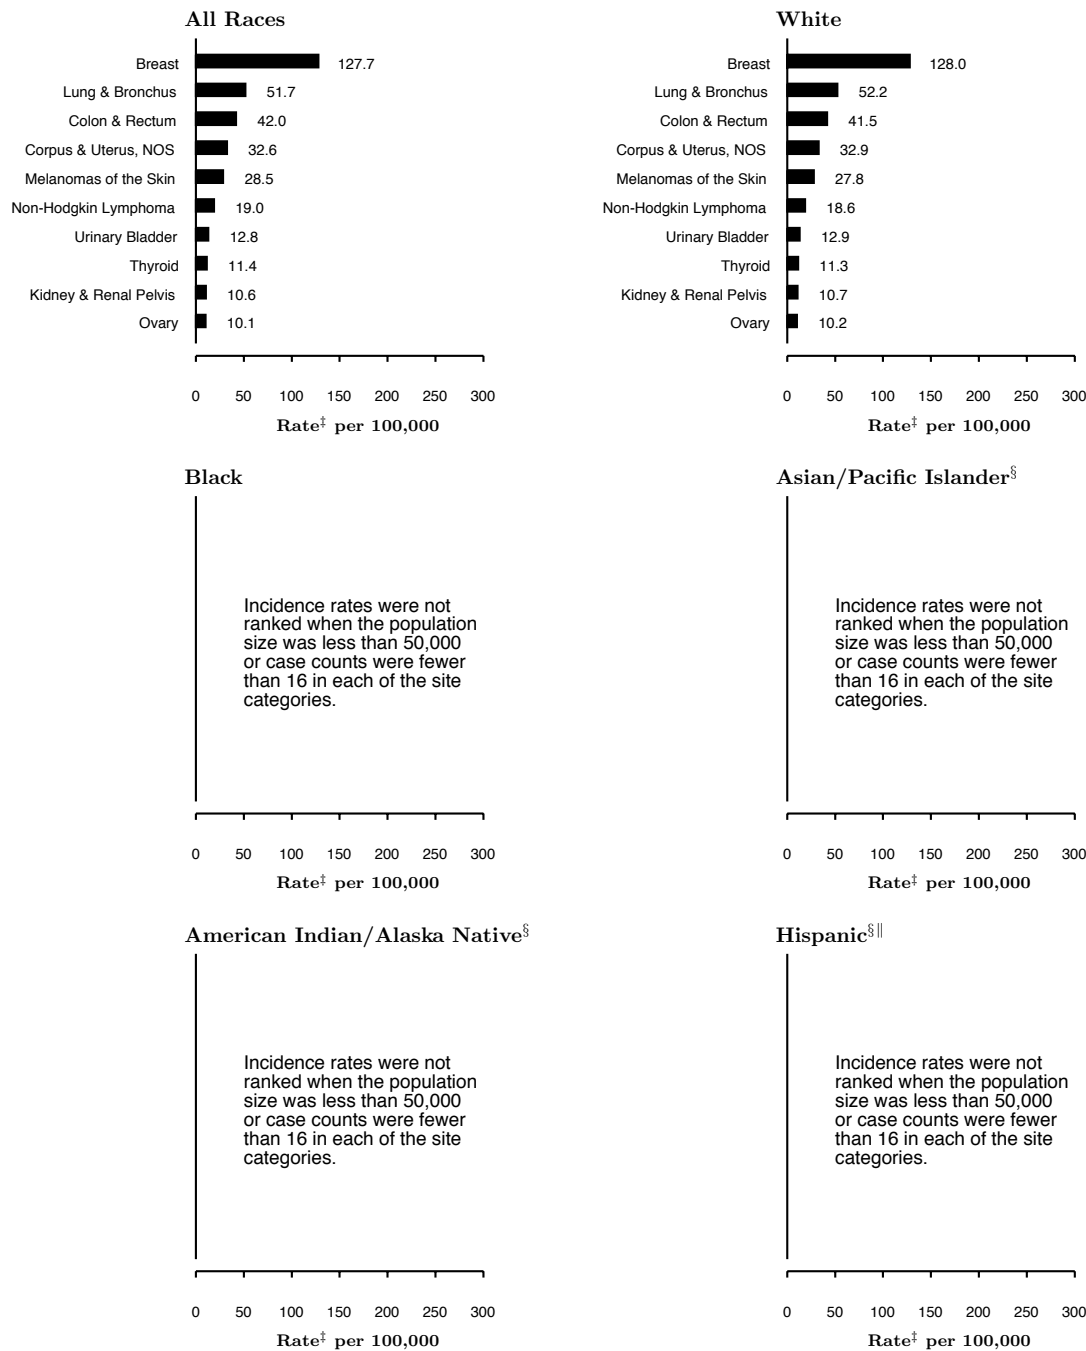 All Races
Breast 127.7
Lung & Bronchus 51.7
Colon & Rectum 42.0
Corpus & Uterus, NOS 32.6
Melanomas of the Skin 28.5
Non-Hodgkin Lymphoma 19.0
Urinary Bladder 12.8
Thyroid 11.4
Kidney & Renal Pelvis 10.6
Ovary 10.1
0 50 100 150 200 250 300
Rate‡ per 100,000
White
Breast 128.0
Lung & Bronchus 52.2
Colon & Rectum 41.5
Corpus & Uterus, NOS 32.9
Melanomas of the Skin 27.8
Non-Hodgkin Lymphoma 18.6
Urinary Bladder 12.9
Thyroid 11.3
Kidney & Renal Pelvis 10.7
Ovary 10.2
0 50 100 150 200 250 300
Rate‡ per 100,000
Black
Incidence rates were not
ranked when the population
size was less than 50,000
or case counts were fewer
than 16 in each of the site
categories.
0 50 100 150 200 250 300
Rate‡ per 100,000
Asian/Pacific Islander§
Incidence rates were not
ranked when the population
size was less than 50,000
or case counts were fewer
than 16 in each of the site
categories.
0 50 100 150 200 250 300
Rate‡ per 100,000
American Indian/Alaska Native§
Incidence rates were not
ranked when the population
size was less than 50,000
or case counts were fewer
than 16 in each of the site
categories.
0 50 100 150 200 250 300
Rate‡ per 100,000
Hispanic§‖
Incidence rates were not
ranked when the population
size was less than 50,000
or case counts were fewer
than 16 in each of the site
categories.
0 50 100 150 200 250 300
Rate‡ per 100,000